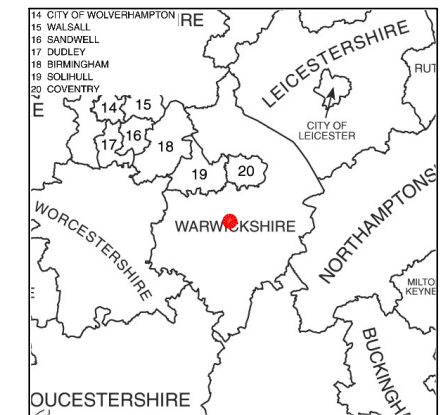 14 CITY OF WOLVERHAMPTON
15 WALSALL
16 SANDWELL
17 DUDLEY
18 BIRMINGHAM
19 SOLIHULL
20 COVENTRY
RE
LEICESTERSHIRE
RUT
CITY OF
LEICESTER
E
14
15
16
17
18
19
20
WORCESTERSHIRE
WARWICKSHIRE
NORTHAMPTONS
E
MILTO
KEYNE
BUCKINGH
OUCESTERSHIRE